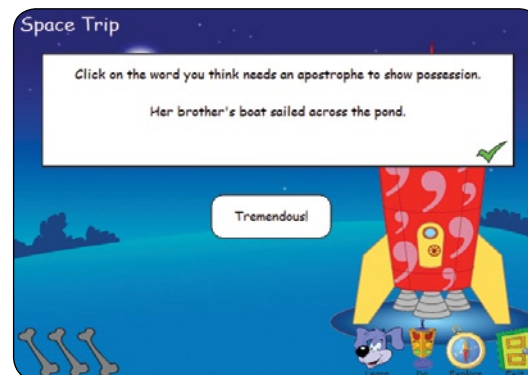 Space Trip
Click on the word you think needs an apostrophe to show possession.
Her brother's boat sailed across the pond.
Tremendous!
Explore